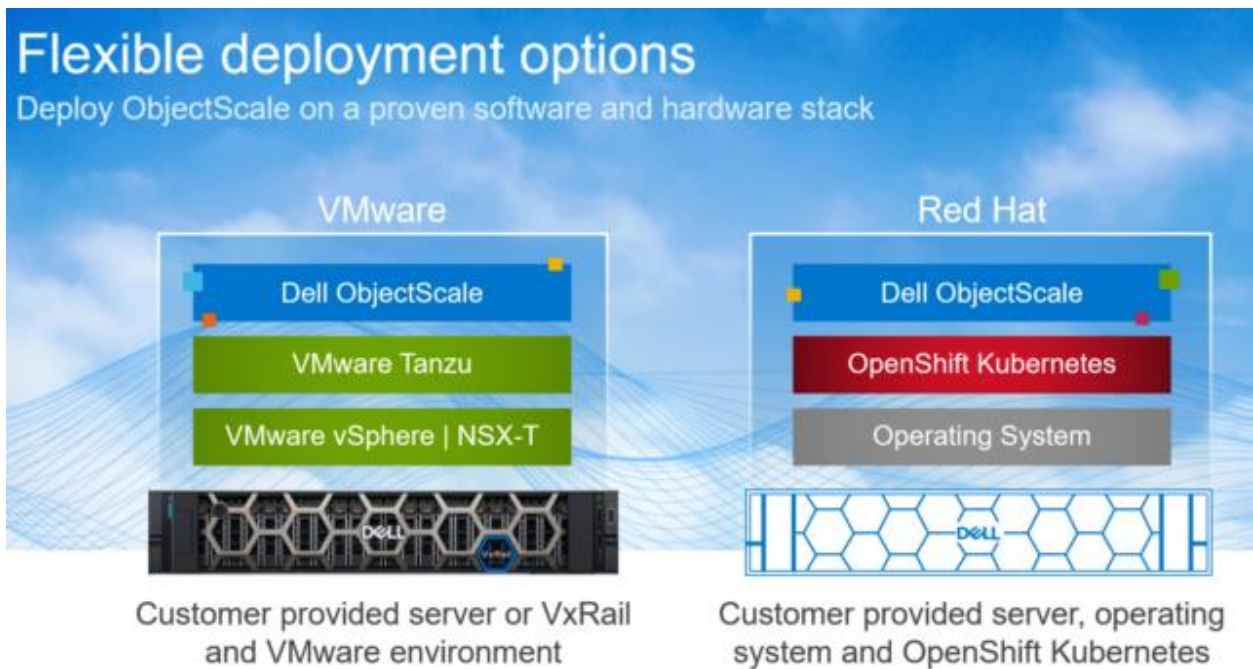 Flexible deployment options
Deploy ObjectScale on a proven software and hardware stack
VMware
Dell ObjectScale
VMware Tanzu
VMware vSphere | NSX-T
DELL
VxRail
Customer provided server or VxRail
and VMware environment
Red Hat
Dell ObjectScale
OpenShift Kubernetes
Operating System
DELL
Customer provided server, operating
system and OpenShift Kubernetes